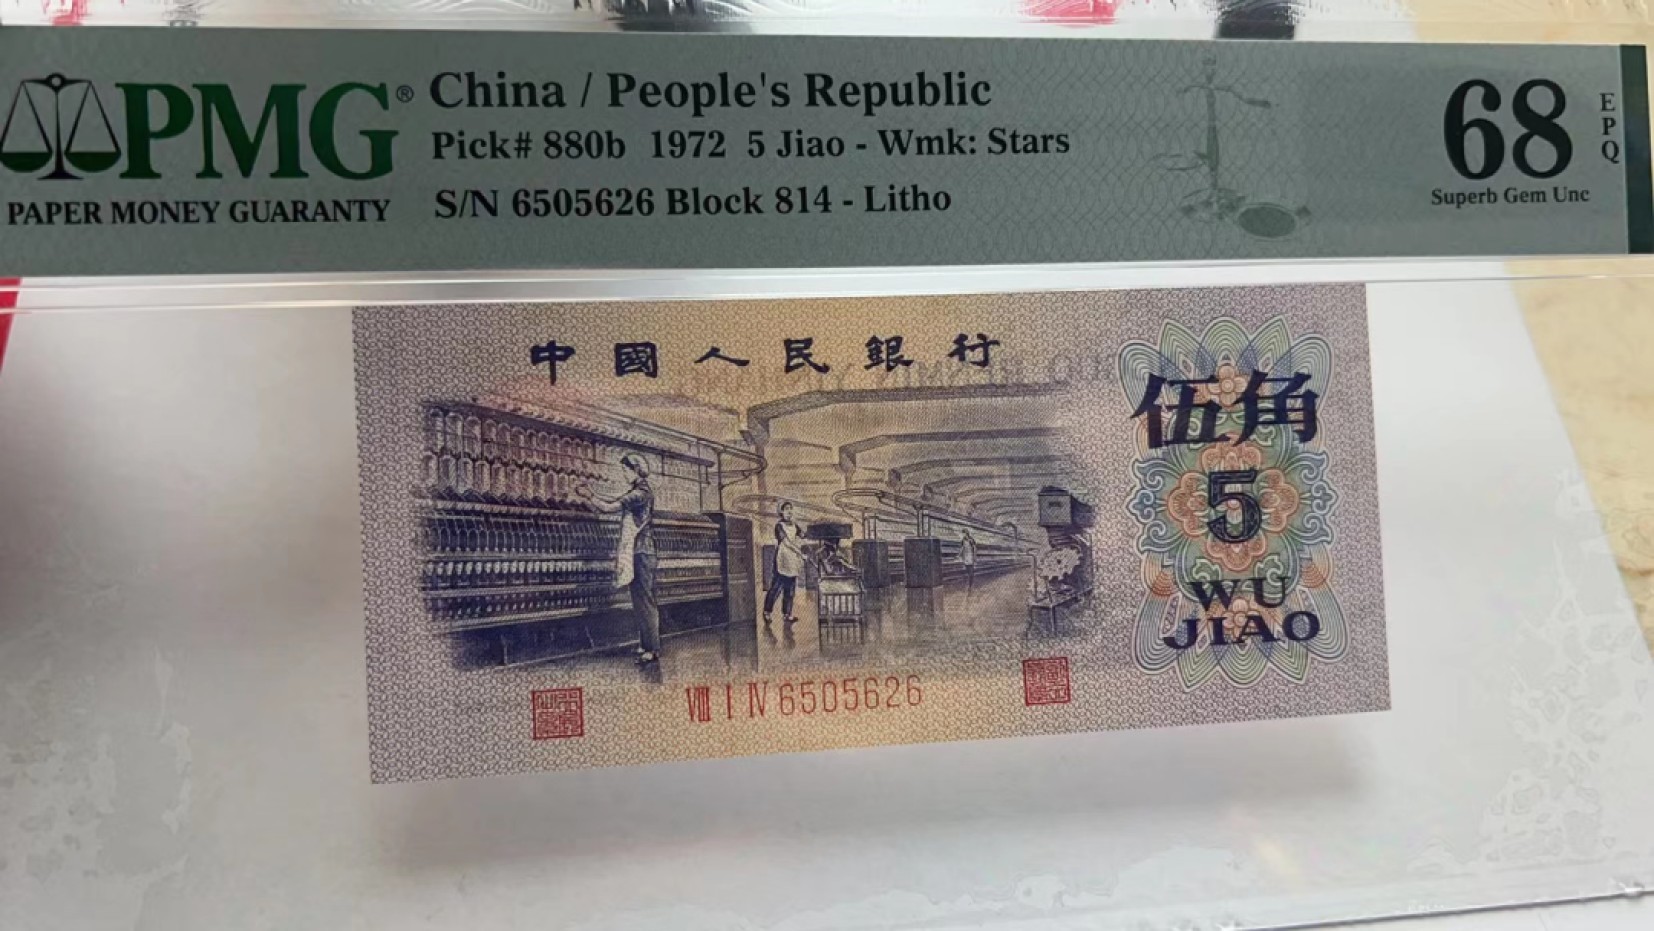 PMG® China / People's Republic
Pick# 880b 1972 5 Jiao - Wmk: Stars
S/N 6505626 Block 814 - Litho
PAPER MONEY GUARANTY
68
EPQ
Superb Gem Unc
中國人民銀行
伍角
5
WU
JIAO
VIII I IV 6505626